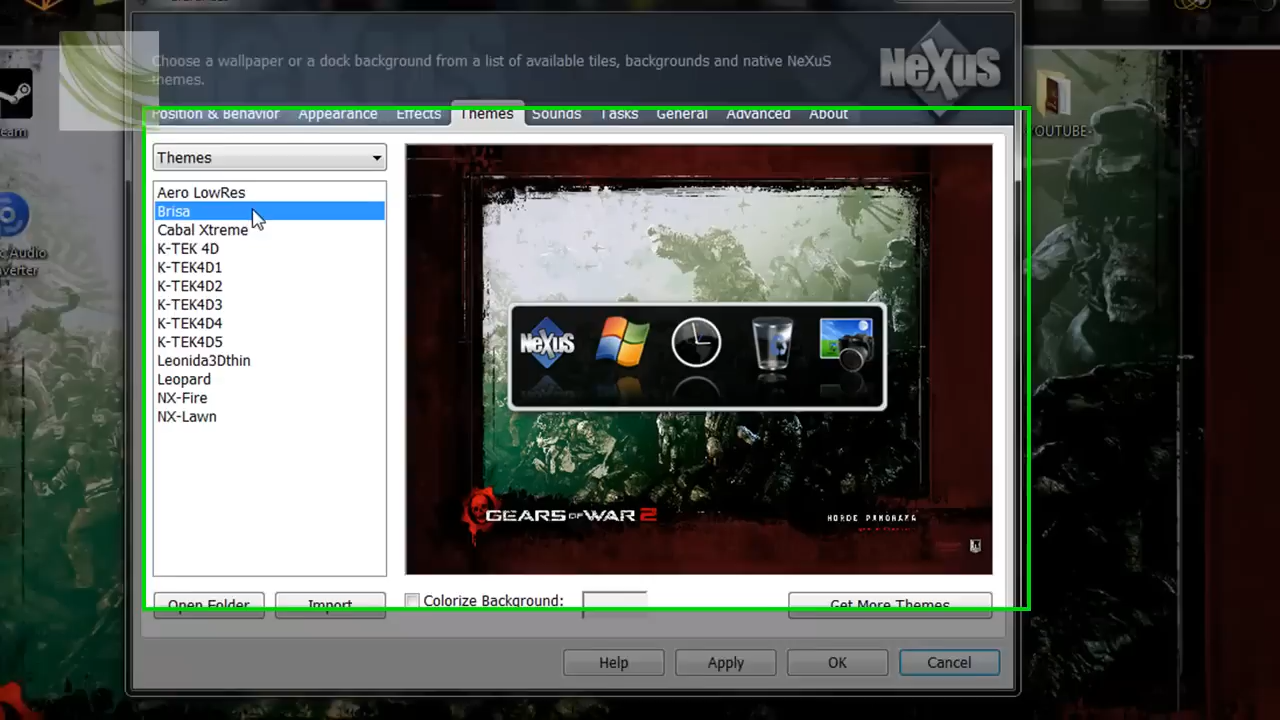 Choose a wallpaper or a dock background from a list of available tiles, backgrounds and native NeXuS
themes.
NeXuS
Position & Behavior Appearance Effects Themes Sounds Tasks General Advanced About
Themes
Aero LowRes
Brisa
Cabal Xtreme
K-TEK 4D
K-TEK4D1
K-TEK4D2
K-TEK4D3
K-TEK4D4
K-TEK4D5
Leonida3Dthin
Leopard
NX-Fire
NX-Lawn
NeXuS
GEARS OF WAR 2
HORDE PANORAMA
Open Folder Import Colorize Background: Get More Themes
Help Apply OK Cancel
YOUTUBE-